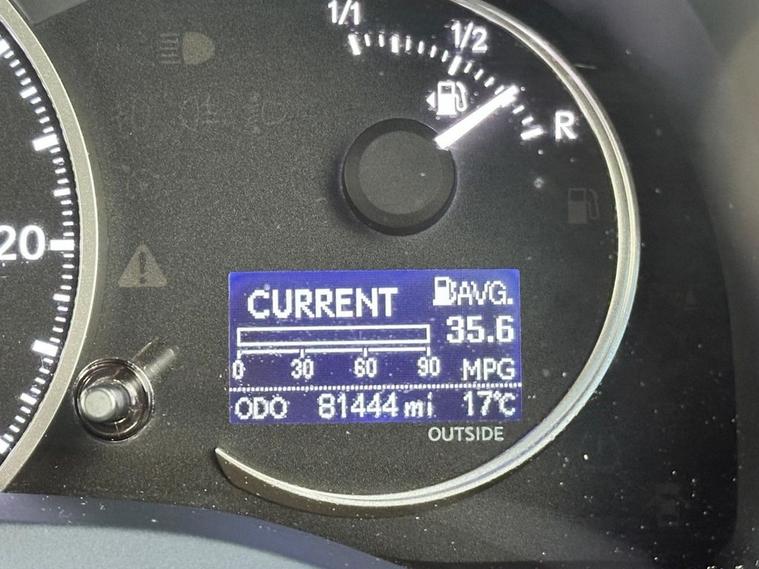 1/1
1/2
R
20
CURRENT
AVG.
35.6
0 30 60 90 MPG
ODO 81444 mi 17°C
OUTSIDE